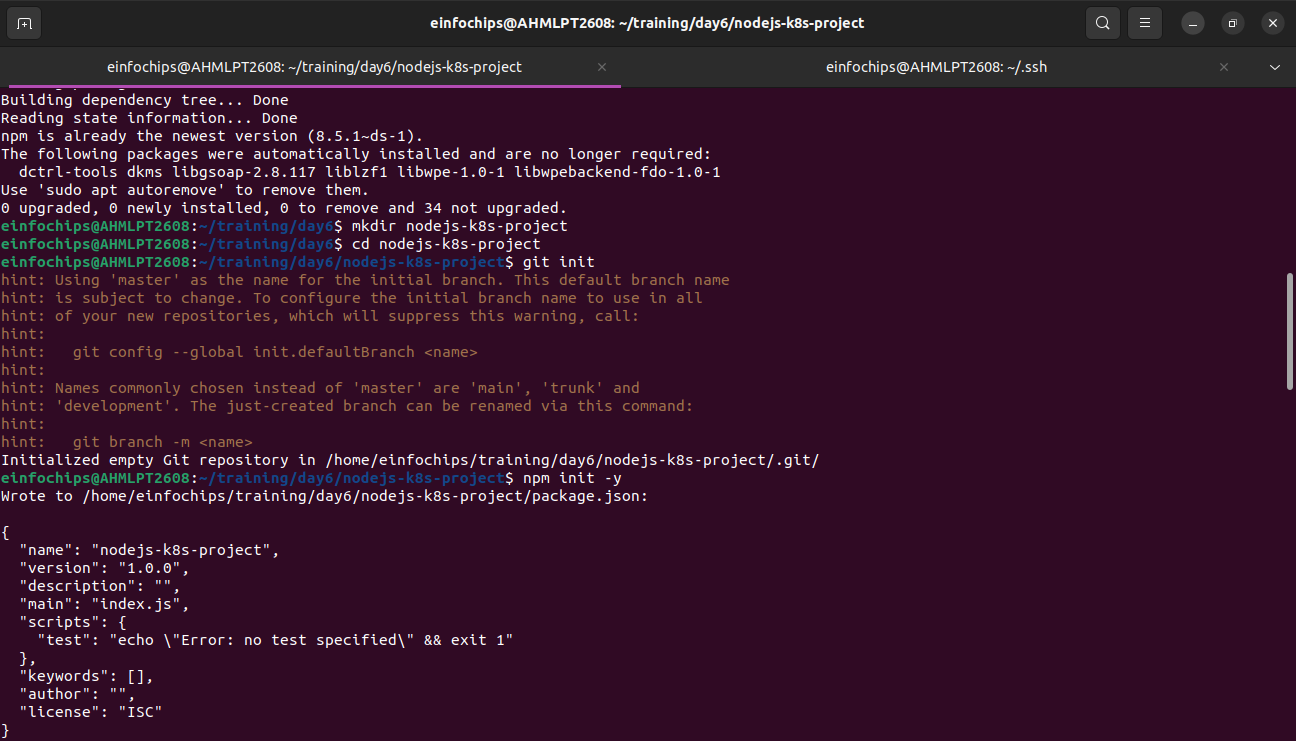 einfochips@AHMLPT2608: ~/training/day6/nodejs-k8s-project
einfochips@AHMLPT2608: ~/training/day6/nodejs-k8s-project
einfochips@AHMLPT2608: ~/.ssh
Building dependency tree... Done
Reading state information... Done
npm is already the newest version (8.5.1~ds-1).
The following packages were automatically installed and are no longer required:
  dctrl-tools dkms libgsoap-2.8.117 liblzf1 libwpe-1.0-1 libwpebackend-fdo-1.0-1
Use 'sudo apt autoremove' to remove them.
0 upgraded, 0 newly installed, 0 to remove and 34 not upgraded.
einfochips@AHMLPT2608:~/training/day6$ mkdir nodejs-k8s-project
einfochips@AHMLPT2608:~/training/day6$ cd nodejs-k8s-project
einfochips@AHMLPT2608:~/training/day6/nodejs-k8s-project$ git init
hint: Using 'master' as the name for the initial branch. This default branch name
hint: is subject to change. To configure the initial branch name to use in all
hint: of your new repositories, which will suppress this warning, call:
hint:
hint:   git config --global init.defaultBranch <name>
hint:
hint: Names commonly chosen instead of 'master' are 'main', 'trunk' and
hint: 'development'. The just-created branch can be renamed via this command:
hint:
hint:   git branch -m <name>
Initialized empty Git repository in /home/einfochips/training/day6/nodejs-k8s-project/.git/
einfochips@AHMLPT2608:~/training/day6/nodejs-k8s-project$ npm init -y
Wrote to /home/einfochips/training/day6/nodejs-k8s-project/package.json:
{
  "name": "nodejs-k8s-project",
  "version": "1.0.0",
  "description": "",
  "main": "index.js",
  "scripts": {
    "test": "echo \"Error: no test specified\" && exit 1"
  },
  "keywords": [],
  "author": "",
  "license": "ISC"
}